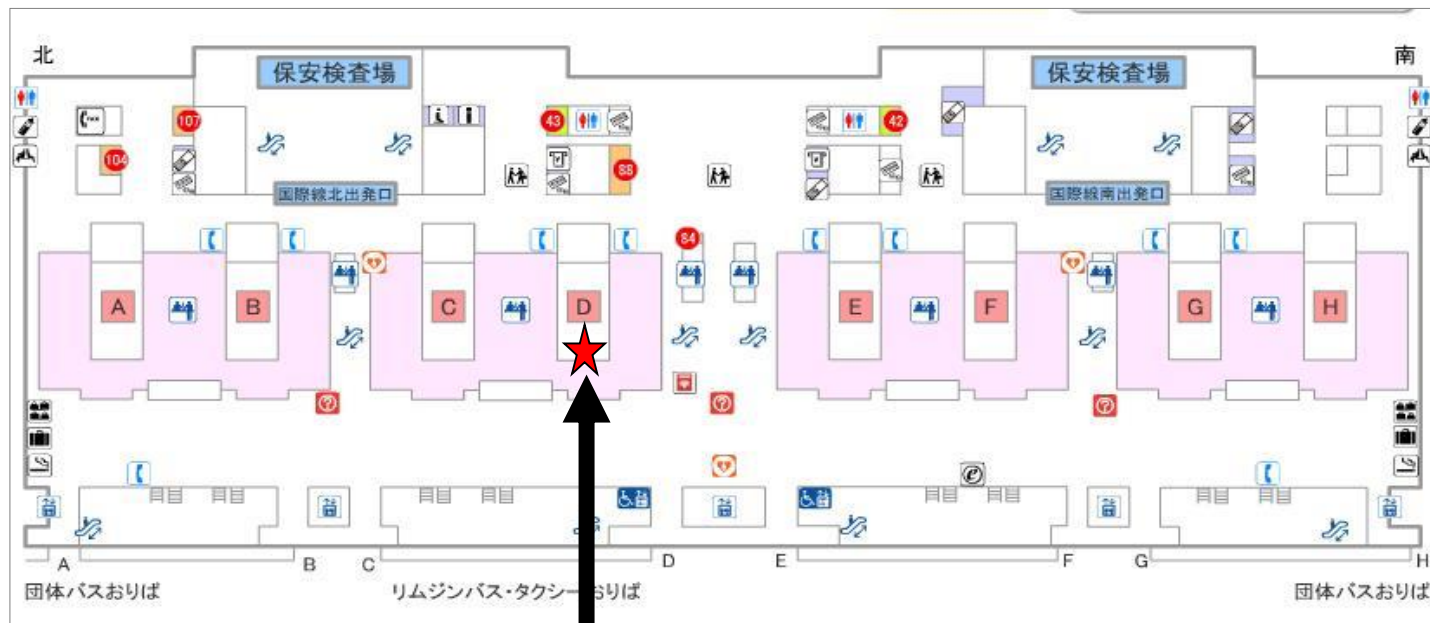 北
南
保安検査場
保安検査場
107
43
42
104
88
国際線北出発口
国際線南出発口
84
A
B
C
D
E
F
G
H
A
B
C
D
E
F
G
H
団体バスおりば
リムジンバス・タクシーおりば
団体バスおりば